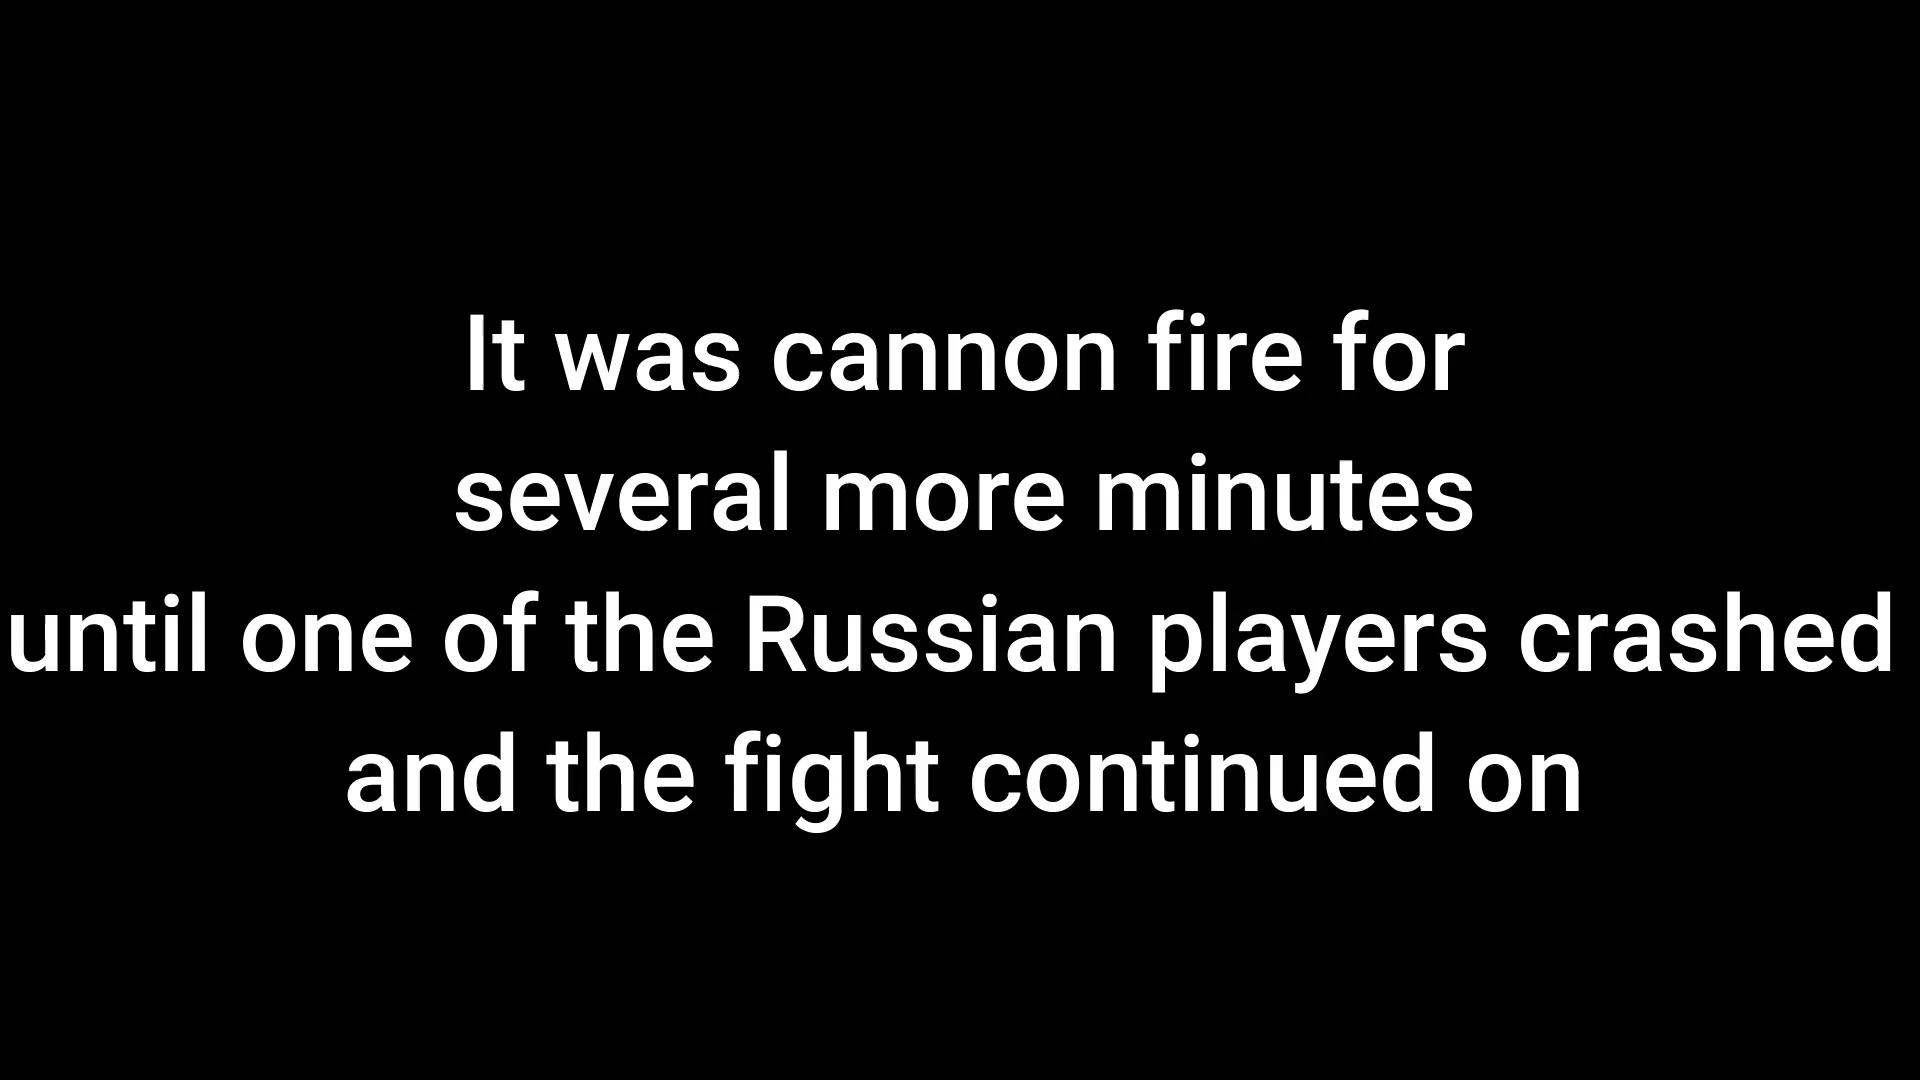 It was cannon fire for
several more minutes
until one of the Russian players crashed
and the fight continued on